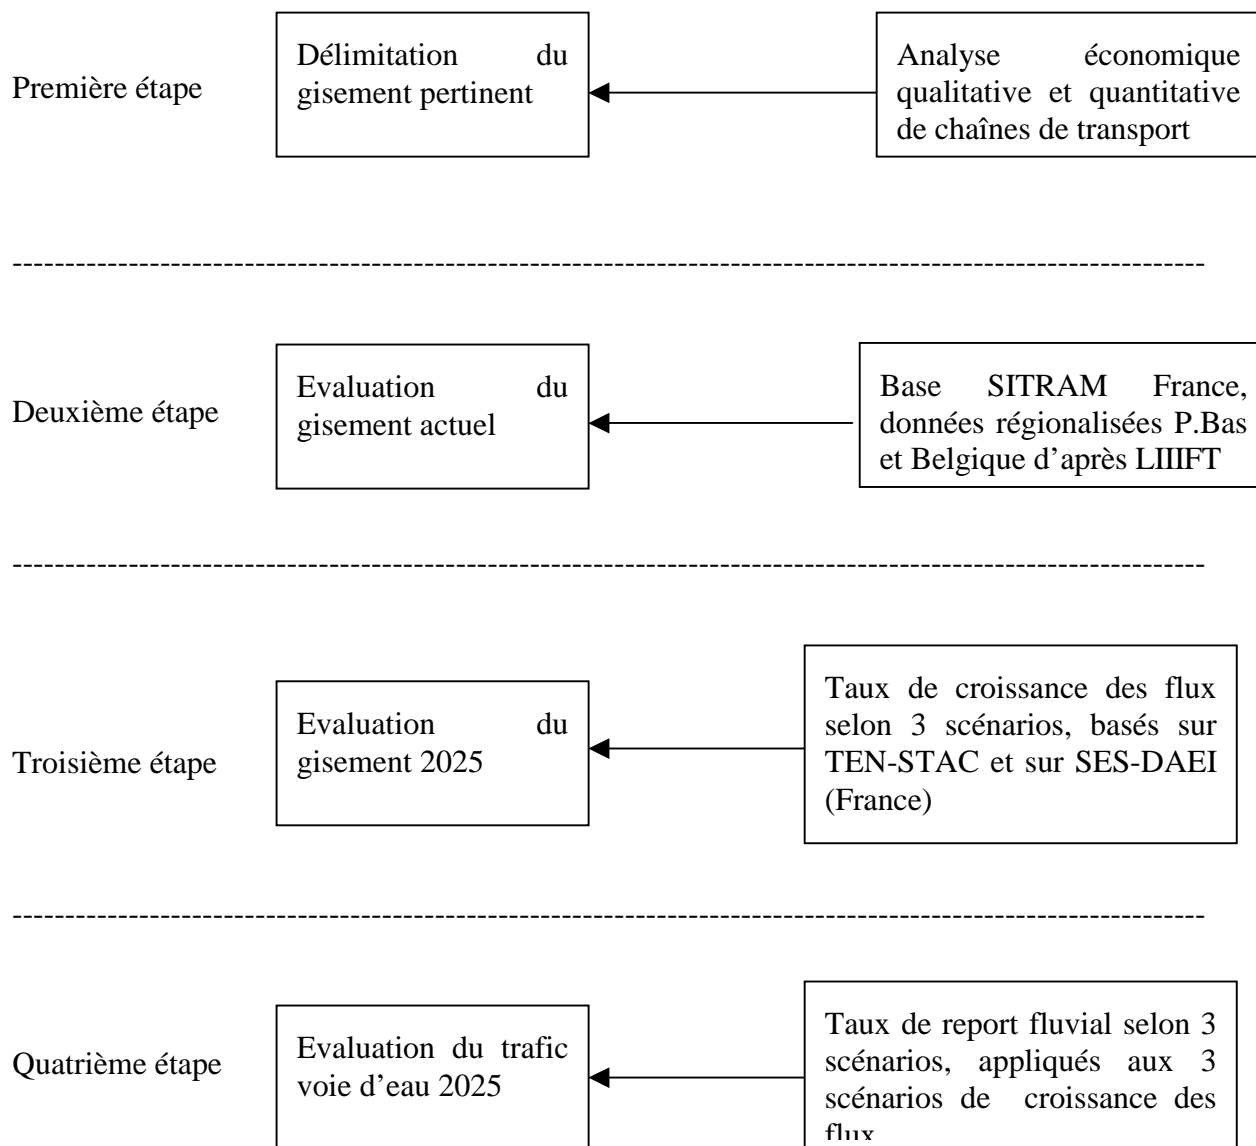 Première étape
Délimitation du
gisement pertinent
Analyse économique
qualitative et quantitative
de chaînes de transport
Deuxième étape
Evaluation du
gisement actuel
Base SITRAM France,
données régionalisées P.Bas
et Belgique d’après LIIIFT
Troisième étape
Evaluation du
gisement 2025
Taux de croissance des flux
selon 3 scénarios, basés sur
TEN-STAC et sur SES-DAEI
(France)
Quatrième étape
Evaluation du trafic
voie d’eau 2025
Taux de report fluvial selon 3
scénarios, appliqués aux 3
scénarios de croissance des
flux